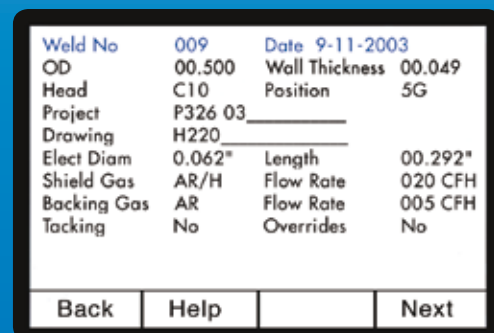 Weld No 009 Date 9-11-2003
OD 00.500 Wall Thickness 00.049
Head C10 Position 5G
Project P326 03__________
Drawing H220_______________
Elect Diam 0.062" Length 00.292"
Shield Gas AR/H Flow Rate 020 CFH
Backing Gas AR Flow Rate 005 CFH
Tacking No Overrides No
Back Help Next